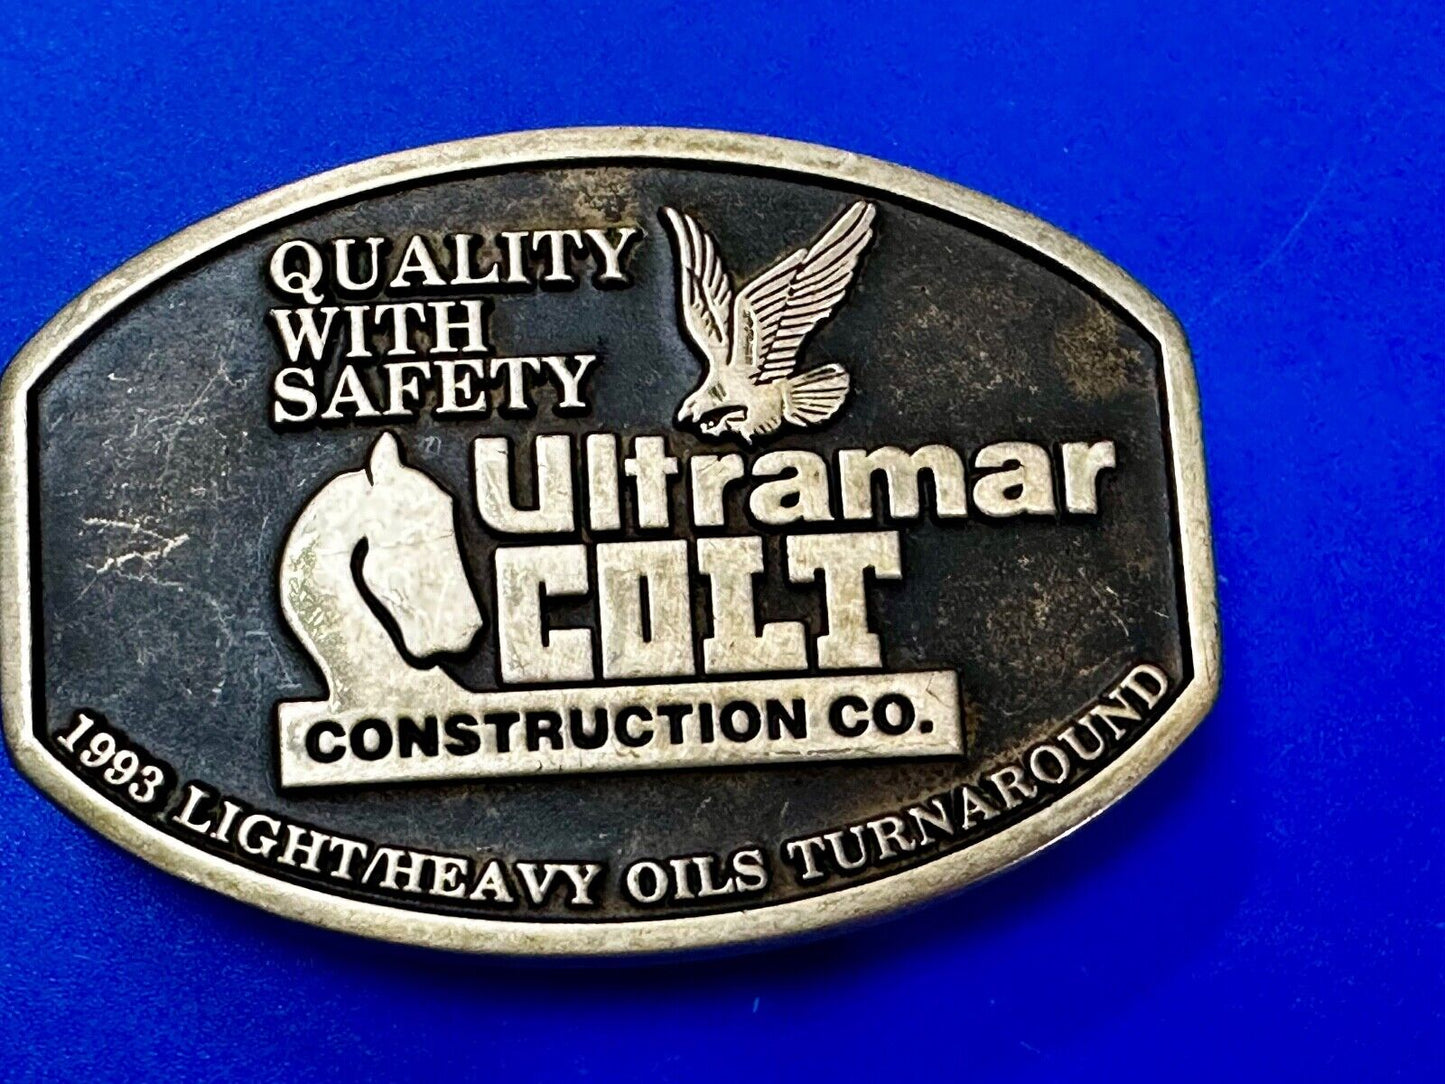 QUALITY
WITH
SAFETY
Ultramar
COLT
CONSTRUCTION CO.
1993 LIGHT/HEAVY OILS TURNAROUND